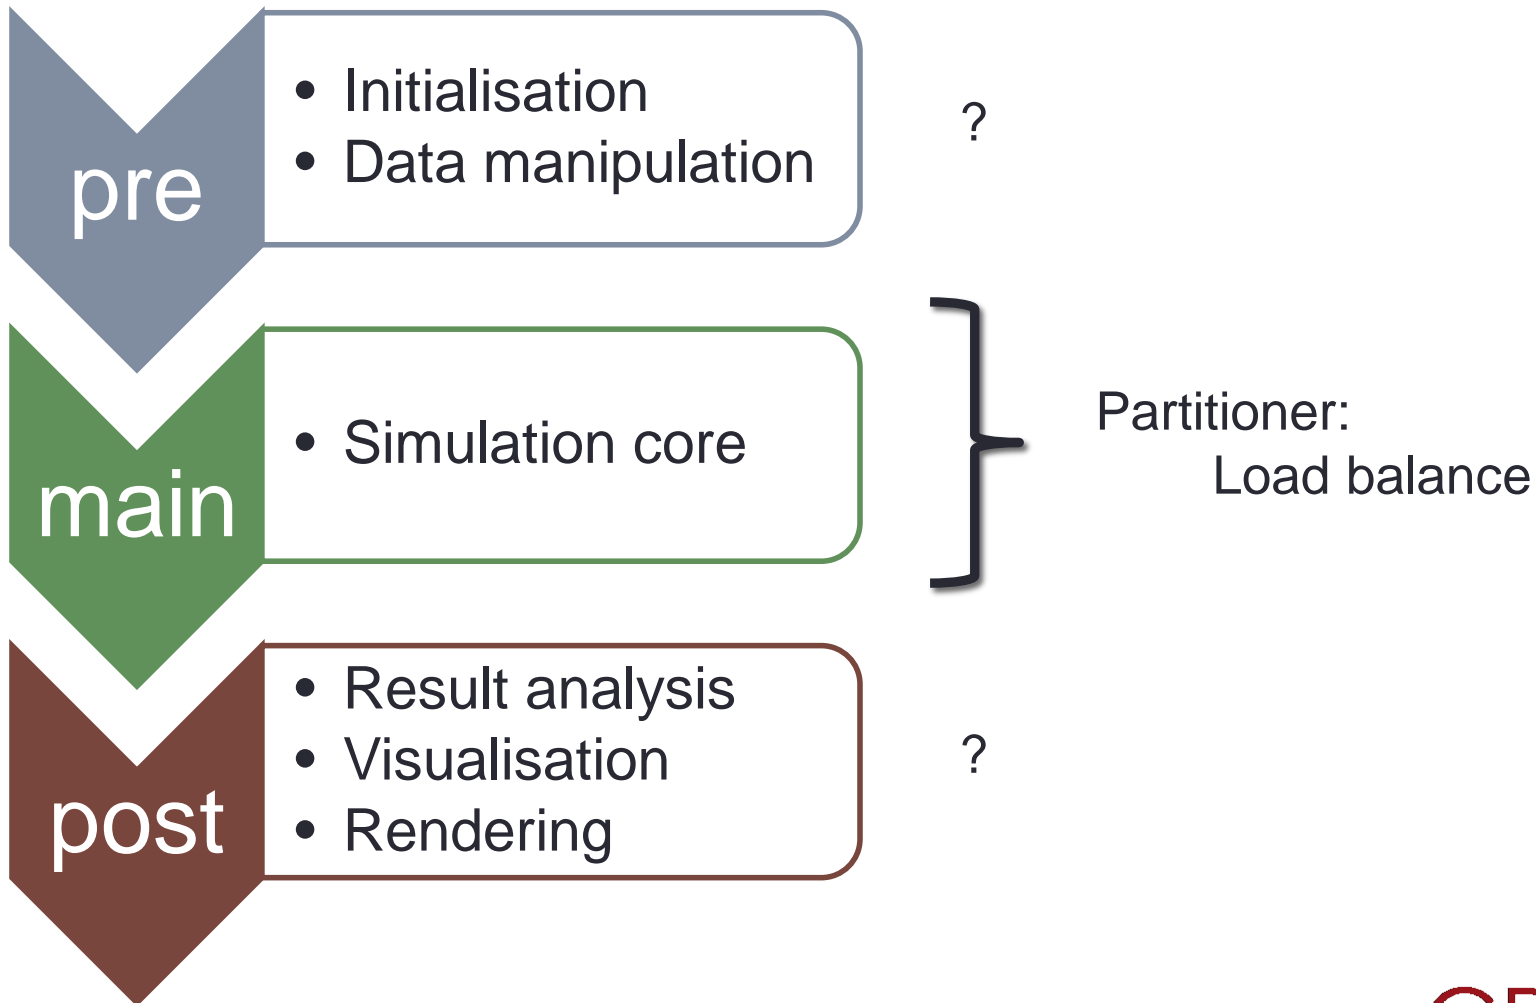 pre
• Initialisation
• Data manipulation
?
main
• Simulation core
Partitioner:
Load balance
post
• Result analysis
• Visualisation
• Rendering
?